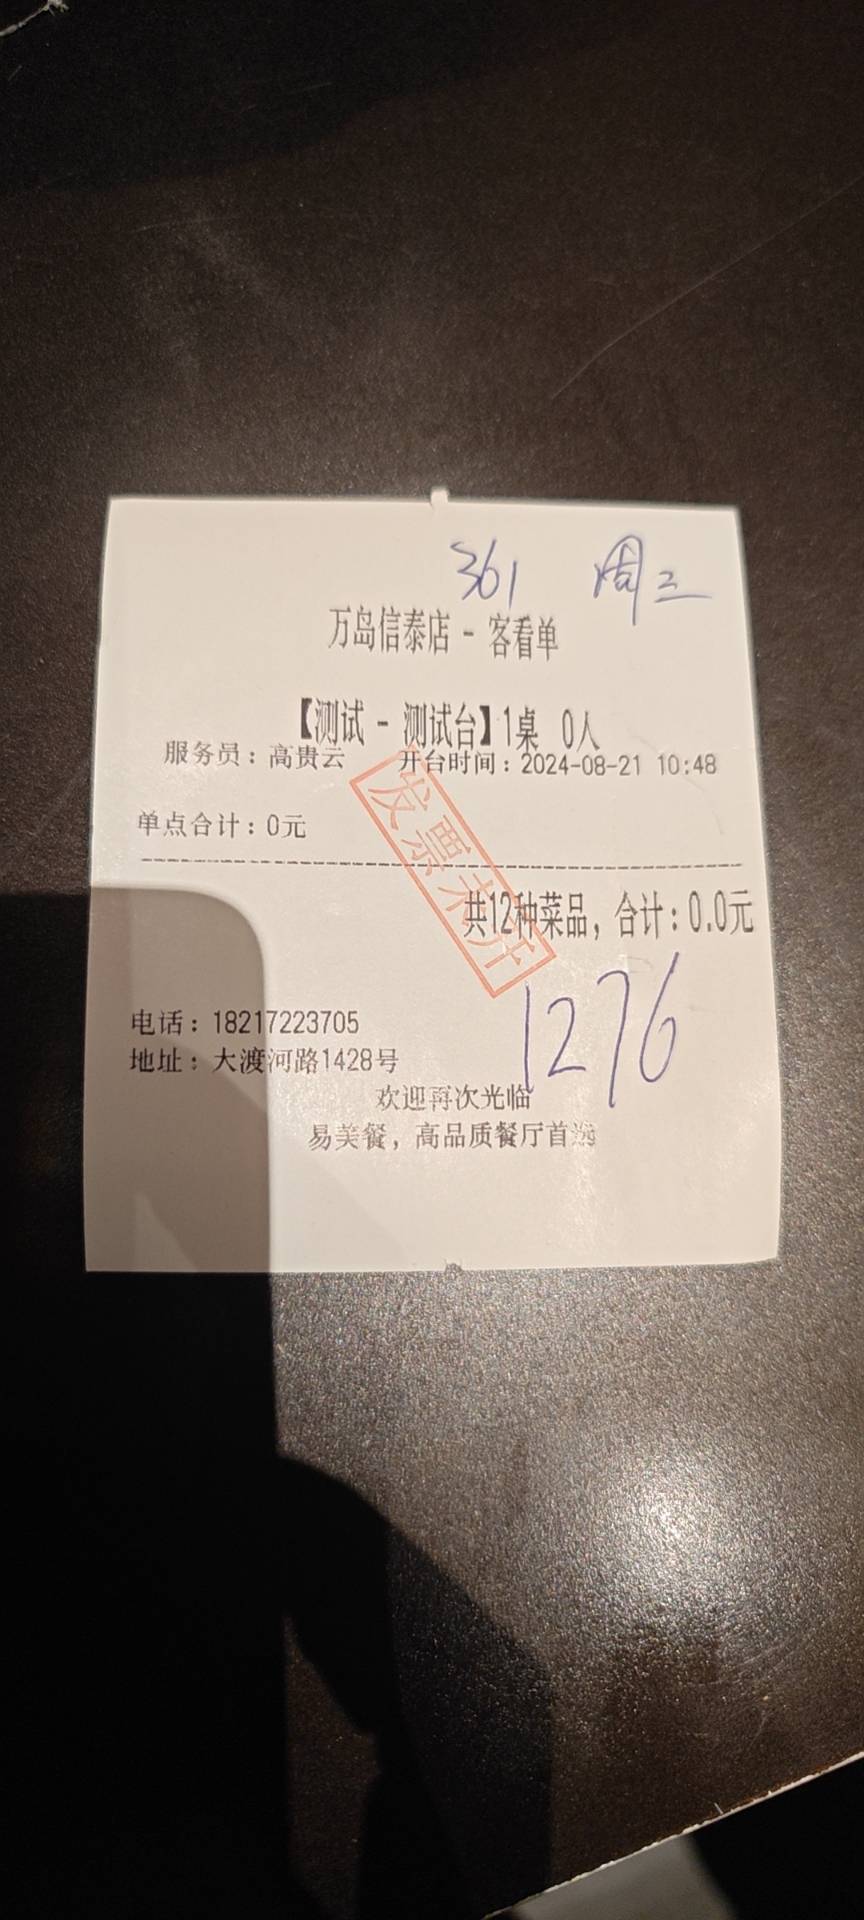 361 周三
万岛信泰店 - 客看单
【测试 - 测试台】1桌 0人
服务员：高贵云 开台时间：2024-08-21 10:48
单点合计：0元
发票未开
共12种菜品，合计：0.0元
1276
电话：18217223705
地址：大渡河路1428号
欢迎再次光临
易美餐，高品质餐厅首选